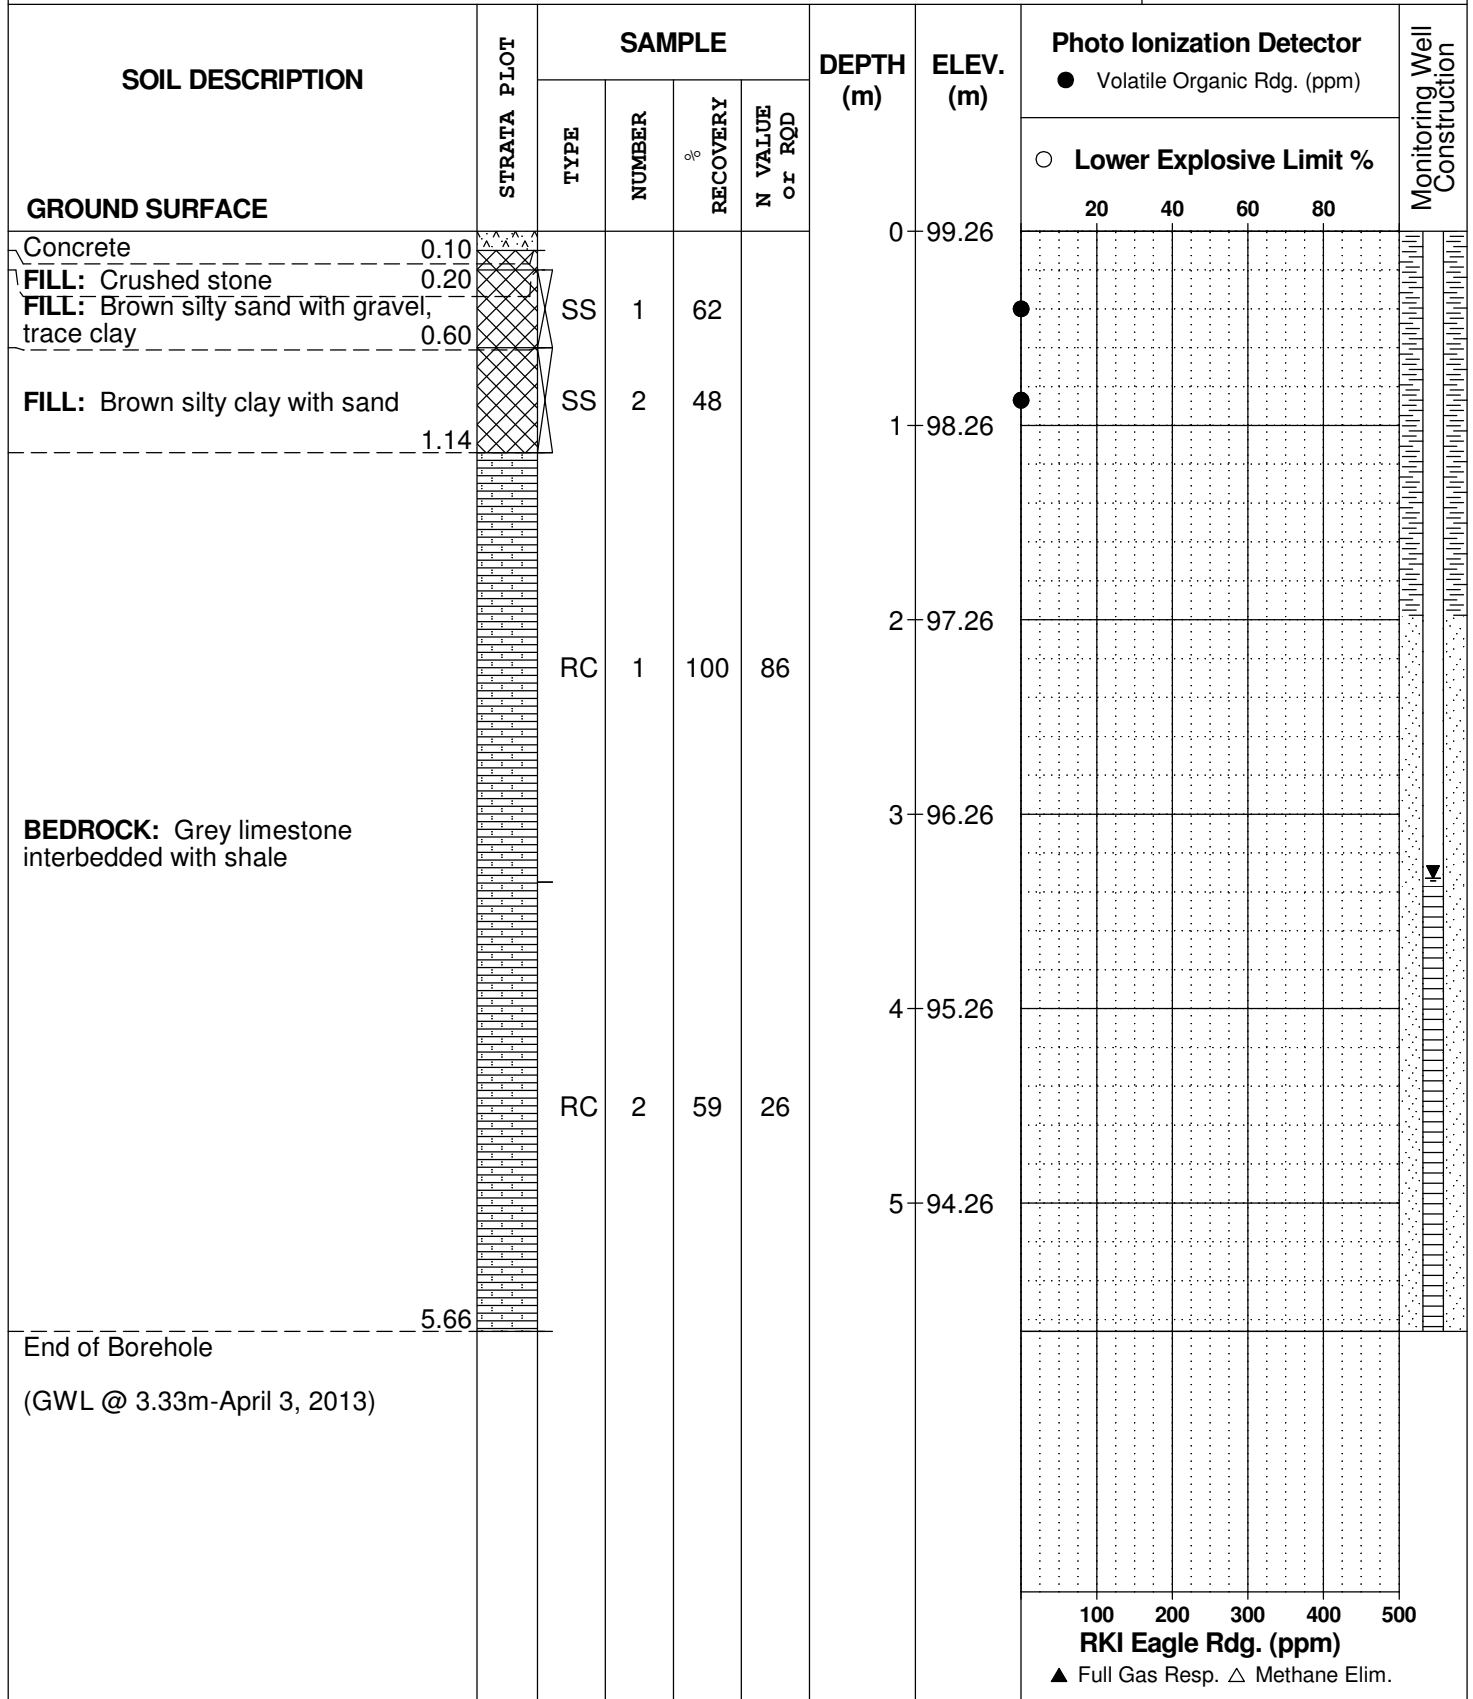 SOIL DESCRIPTION
GROUND SURFACE
STRATA PLOT
SAMPLE
TYPE
NUMBER
% RECOVERY
N VALUE
or RQD
DEPTH
(m)
ELEV.
(m)
Photo Ionization Detector
● Volatile Organic Rdg. (ppm)
○ Lower Explosive Limit %
20 40 60 80
Monitoring Well
Construction
0 99.26
Concrete 0.10
FILL: Crushed stone 0.20
FILL: Brown silty sand with gravel,
trace clay 0.60
SS 1 62
FILL: Brown silty clay with sand
SS 2 48
1 98.26
1.14
2 97.26
RC 1 100 86
3 96.26
BEDROCK: Grey limestone
interbedded with shale
4 95.26
RC 2 59 26
5 94.26
5.66
End of Borehole
(GWL @ 3.33m-April 3, 2013)
100 200 300 400 500
RKI Eagle Rdg. (ppm)
▲ Full Gas Resp. △ Methane Elim.